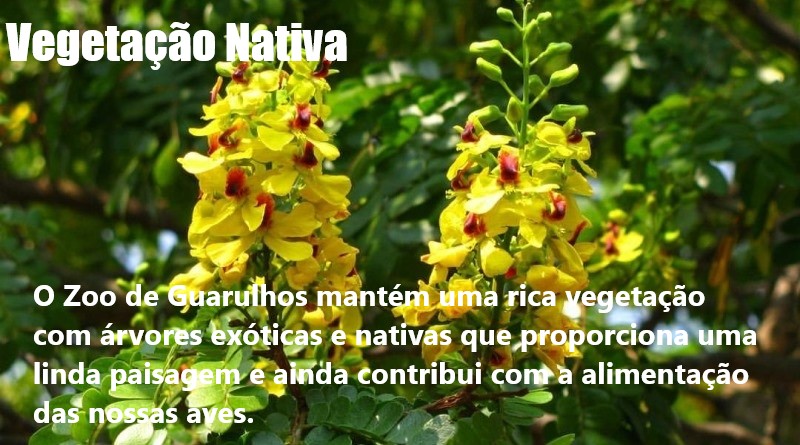 Vegetação Nativa
O Zoo de Guarulhos mantém uma rica vegetação
com árvores exóticas e nativas que proporciona uma
linda paisagem e ainda contribui com a alimentação
das nossas aves.